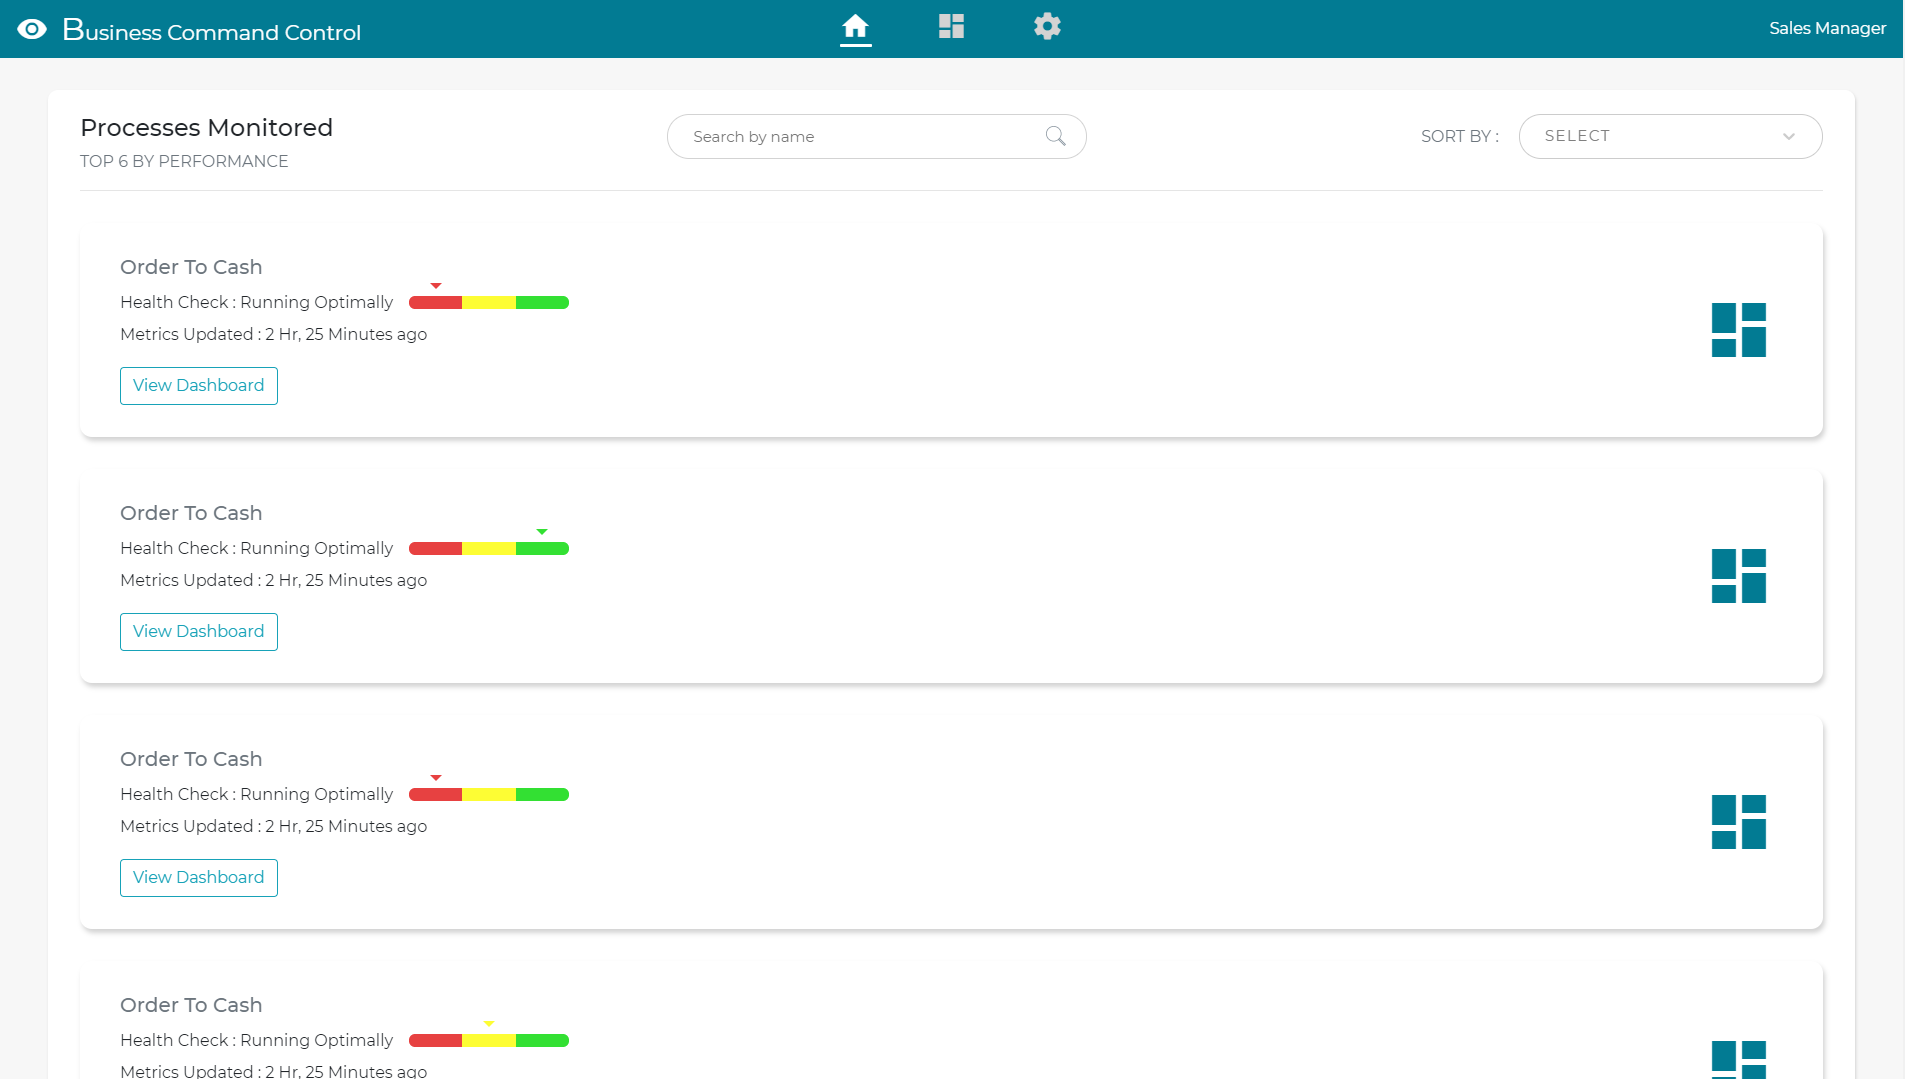 Business Command Control
Sales Manager
Processes Monitored
TOP 6 BY PERFORMANCE
Search by name
SORT BY :
SELECT
Order To Cash
Health Check : Running Optimally
Metrics Updated : 2 Hr, 25 Minutes ago
View Dashboard
Order To Cash
Health Check : Running Optimally
Metrics Updated : 2 Hr, 25 Minutes ago
View Dashboard
Order To Cash
Health Check : Running Optimally
Metrics Updated : 2 Hr, 25 Minutes ago
View Dashboard
Order To Cash
Health Check : Running Optimally
Metrics Updated : 2 Hr, 25 Minutes ago